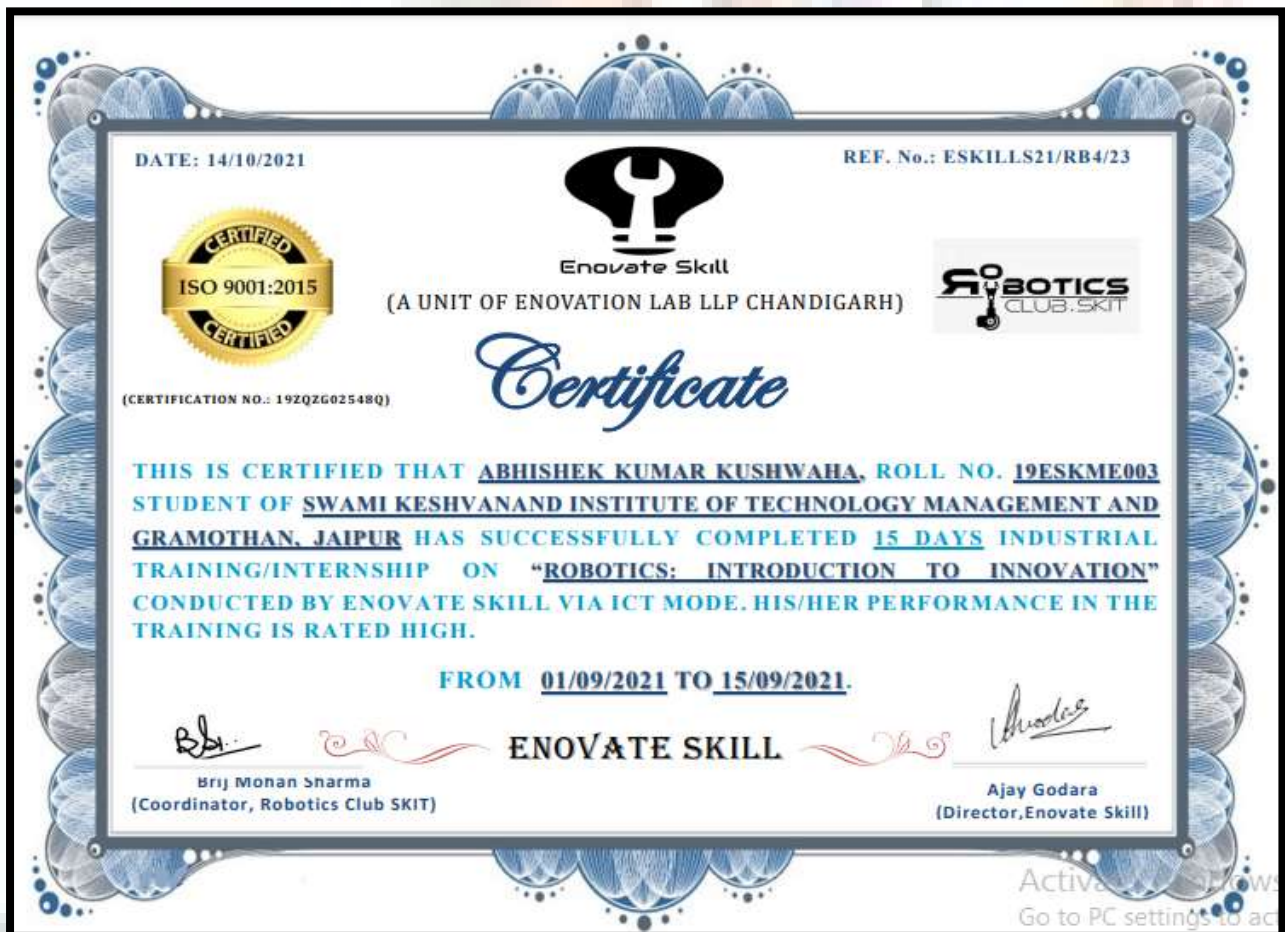 DATE: 14/10/2021
REF. No.: ESKILLS21/RB4/23
CERTIFIED
ISO 9001:2015
CERTIFIED
Enovate Skill
(A UNIT OF ENOVATION LAB LLP CHANDIGARH)
ROBOTICS
CLUB.SKIT
Certificate
(CERTIFICATION NO.: 19ZQZG02548Q)
THIS IS CERTIFIED THAT ABHISHEK KUMAR KUSHWAHA, ROLL NO. 19ESKME003
STUDENT OF SWAMI KESHVANAND INSTITUTE OF TECHNOLOGY MANAGEMENT AND
GRAMOTHAN, JAIPUR HAS SUCCESSFULLY COMPLETED 15 DAYS INDUSTRIAL
TRAINING/INTERNSHIP ON “ROBOTICS: INTRODUCTION TO INNOVATION”
CONDUCTED BY ENOVATE SKILL VIA ICT MODE. HIS/HER PERFORMANCE IN THE
TRAINING IS RATED HIGH.
FROM 01/09/2021 TO 15/09/2021.
ENOVATE SKILL
Brij Mohan Sharma
(Coordinator, Robotics Club SKIT)
Ajay Godara
(Director,Enovate Skill)
Go to PC settings to